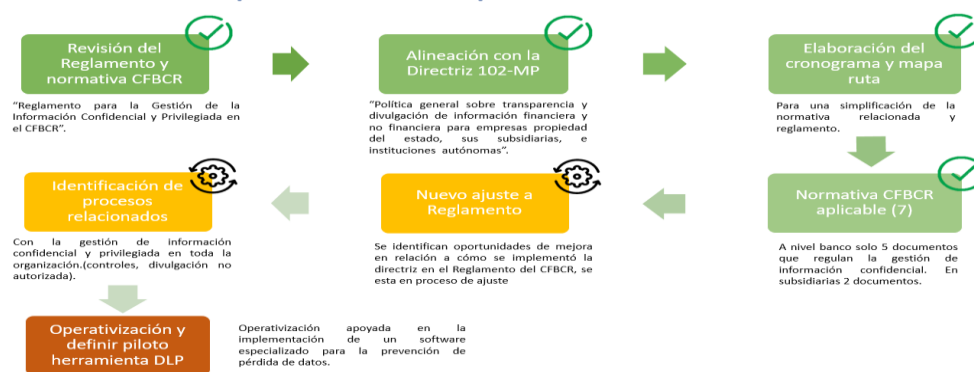 Revisión del
Reglamento y
normativa CFBCR
"Reglamento para la Gestión de la
Información Confidencial y Privilegiada en
el CFBCR".
Alineación con la
Directriz 102-MP
"Política general sobre transparencia y
divulgación de información financiera y
no financiera para empresas propiedad
del estado, sus subsidiarias, e
instituciones autónomas".
Elaboración del
cronograma y mapa
ruta
Para una simplificación de la
normativa relacionada y
reglamento.
Identificación de
procesos
relacionados
Con la gestión de información
confidencial y privilegiada en toda la
organización.(controles, divulgación no
autorizada).
Nuevo ajuste a
Reglamento
Se identifican oportunidades de mejora
en relación a cómo se implementó la
directriz en el Reglamento del CFBCR, se
esta en proceso de ajuste
Normativa CFBCR
aplicable (7)
A nivel banco solo 5 documentos
que regulan la gestión de
información confidencial. En
subsidiarias 2 documentos.
Operativización y
definir piloto
herramienta DLP
Operativización apoyada en la
implementación de un software
especializado para la prevención de
pérdida de datos.